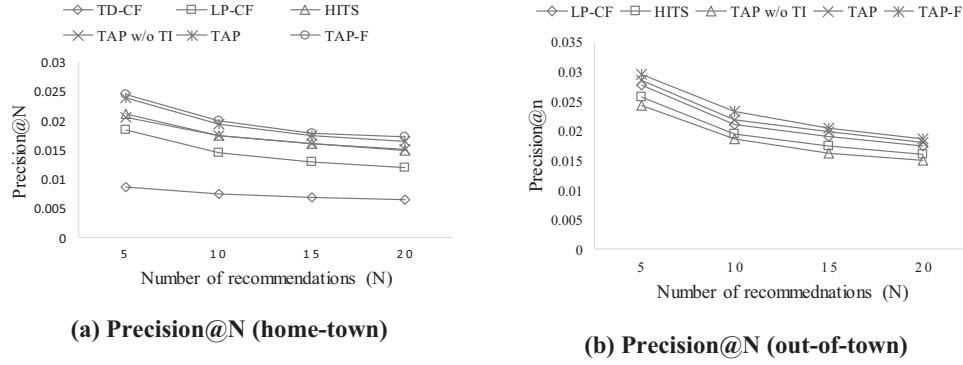 TD-CF LP-CF HITS
TAP w/o TI TAP TAP-F
0.03
0.025
0.02
0.015
0.01
0.005
0
Precision@N
5 10 15 20
Number of recommendations (N)
(a) Precision@N (home-town)
LP-CF HITS TAP w/o TI TAP TAP-F
0.035
0.03
0.025
0.02
0.015
0.01
0.005
0
Precision@n
5 10 15 20
Number of recommednations (N)
(b) Precision@N (out-of-town)